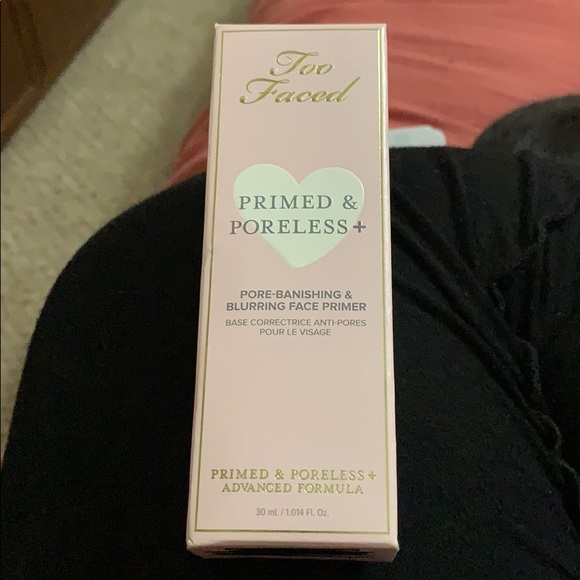 Too
Faced
PRIMED &
PORELESS+
PORE-BANISHING &
BLURRING FACE PRIMER
BASE CORRECTRICE ANTI-PORES
POUR LE VISAGE
PRIMED & PORELESS+
ADVANCED FORMULA
30 mL / 1.014 Fl. Oz.